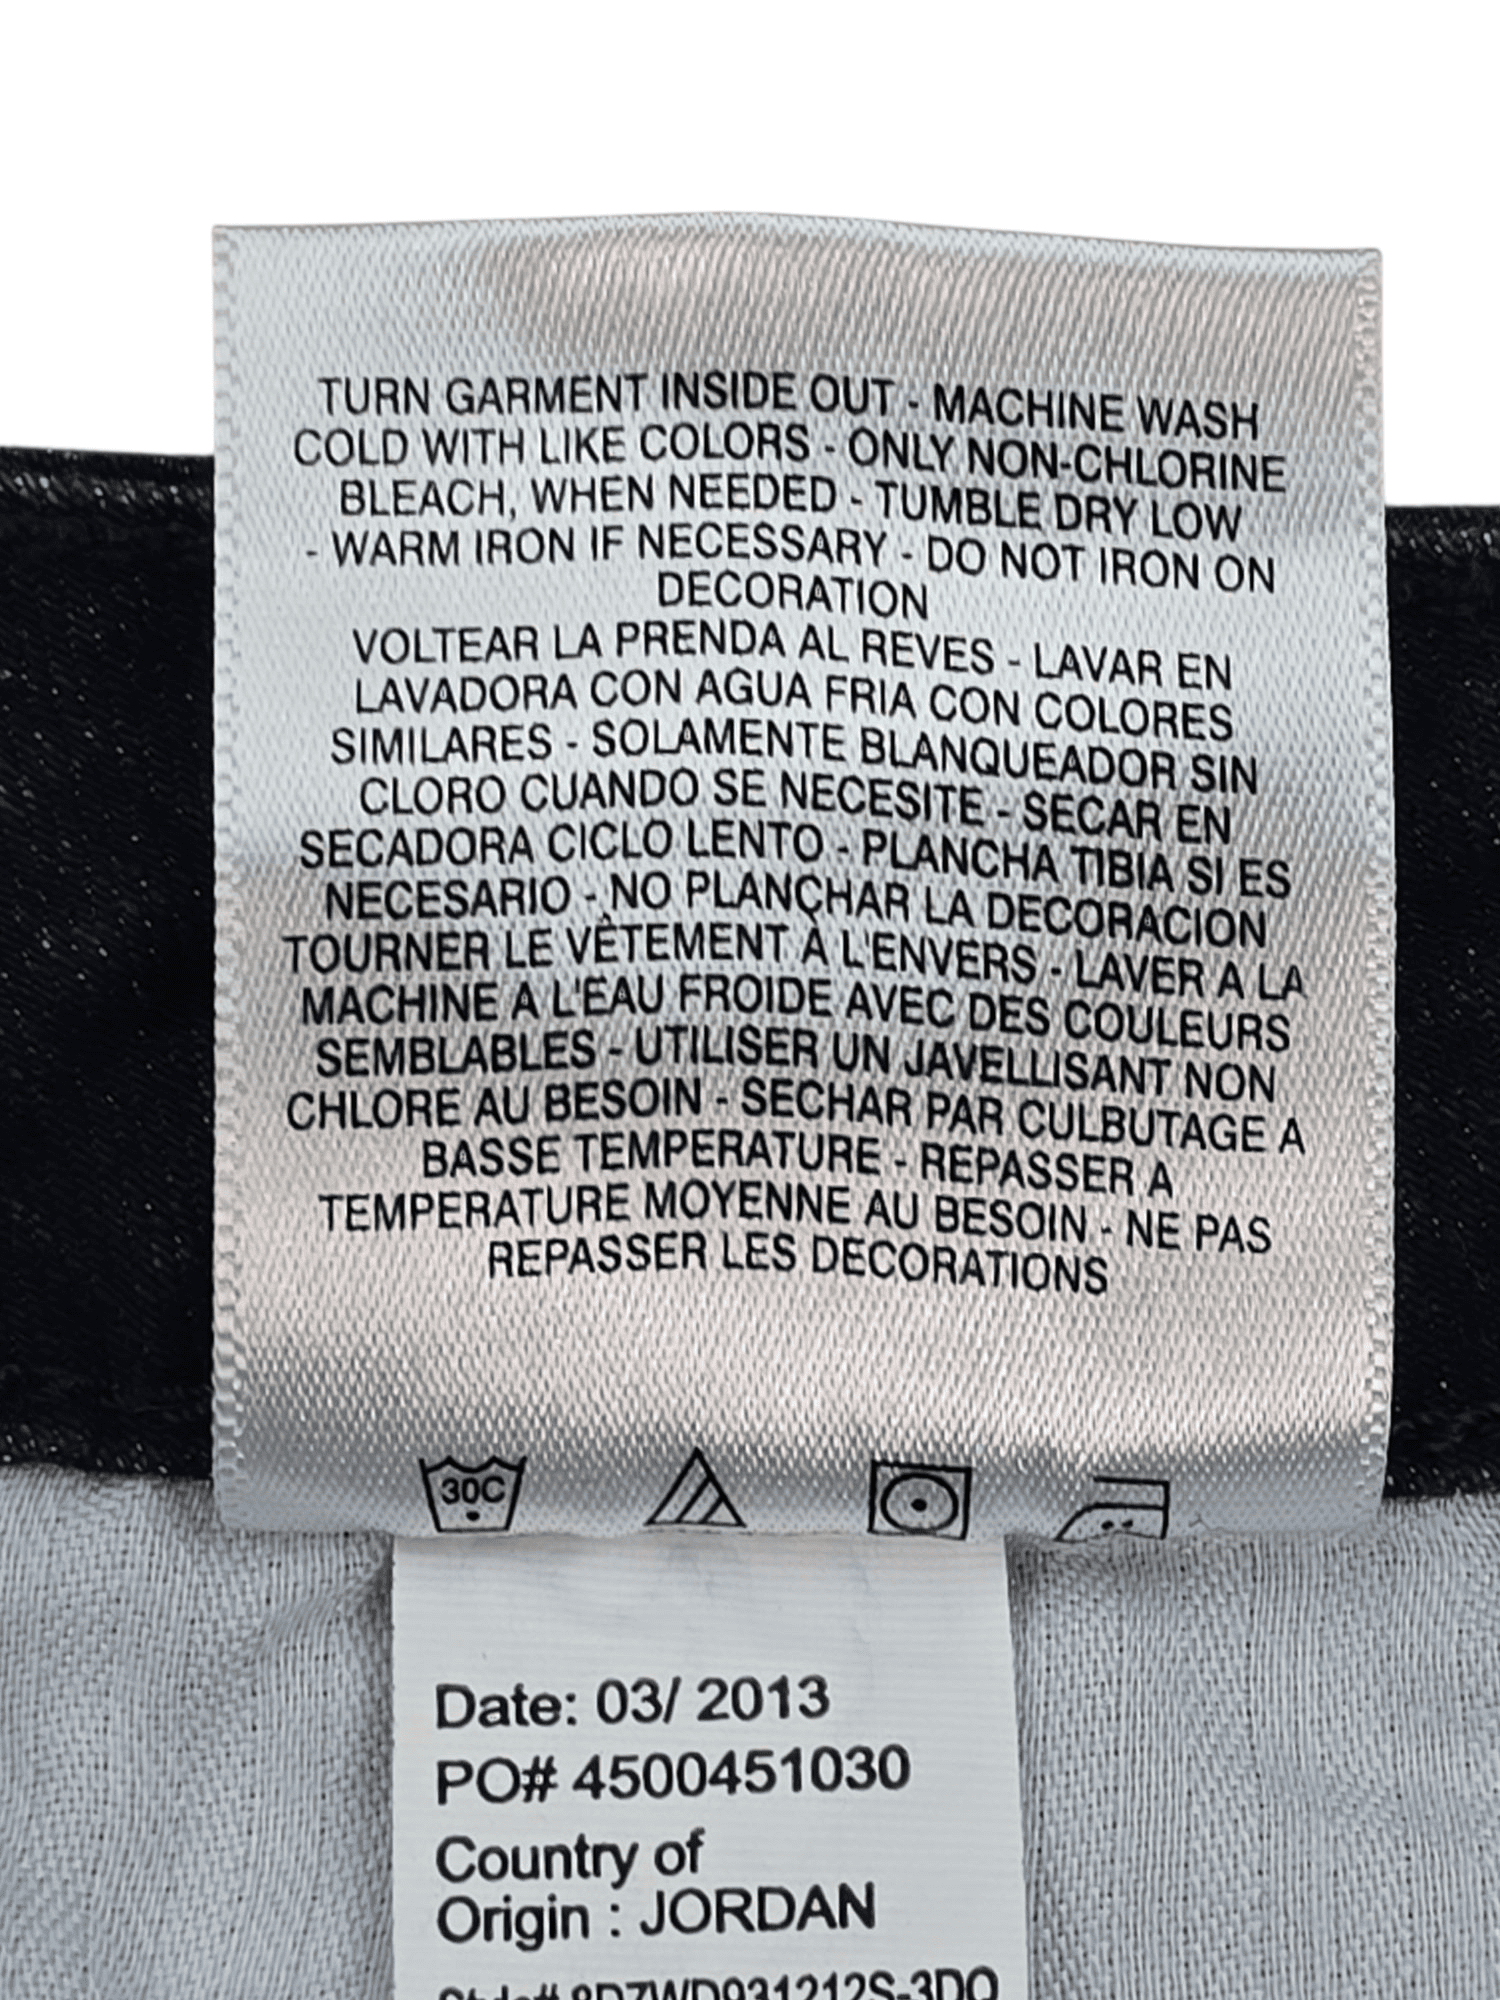 TURN GARMENT INSIDE OUT - MACHINE WASH
COLD WITH LIKE COLORS - ONLY NON-CHLORINE
BLEACH, WHEN NEEDED - TUMBLE DRY LOW
- WARM IRON IF NECESSARY - DO NOT IRON ON
DECORATION
VOLTEAR LA PRENDA AL REVES - LAVAR EN
LAVADORA CON AGUA FRIA CON COLORES
SIMILARES - SOLAMENTE BLANQUEADOR SIN
CLORO CUANDO SE NECESITE - SECAR EN
SECADORA CICLO LENTO - PLANCHA TIBIA SI ES
NECESARIO - NO PLANCHAR LA DECORACION
TOURNER LE VÊTEMENT À L'ENVERS - LAVER A LA
MACHINE A L'EAU FROIDE AVEC DES COULEURS
SEMBLABLES - UTILISER UN JAVELLISANT NON
CHLORE AU BESOIN - SECHAR PAR CULBUTAGE A
BASSE TEMPERATURE - REPASSER A
TEMPERATURE MOYENNE AU BESOIN - NE PAS
REPASSER LES DECORATIONS
30C
Date: 03/ 2013
PO# 4500451030
Country of
Origin : JORDAN